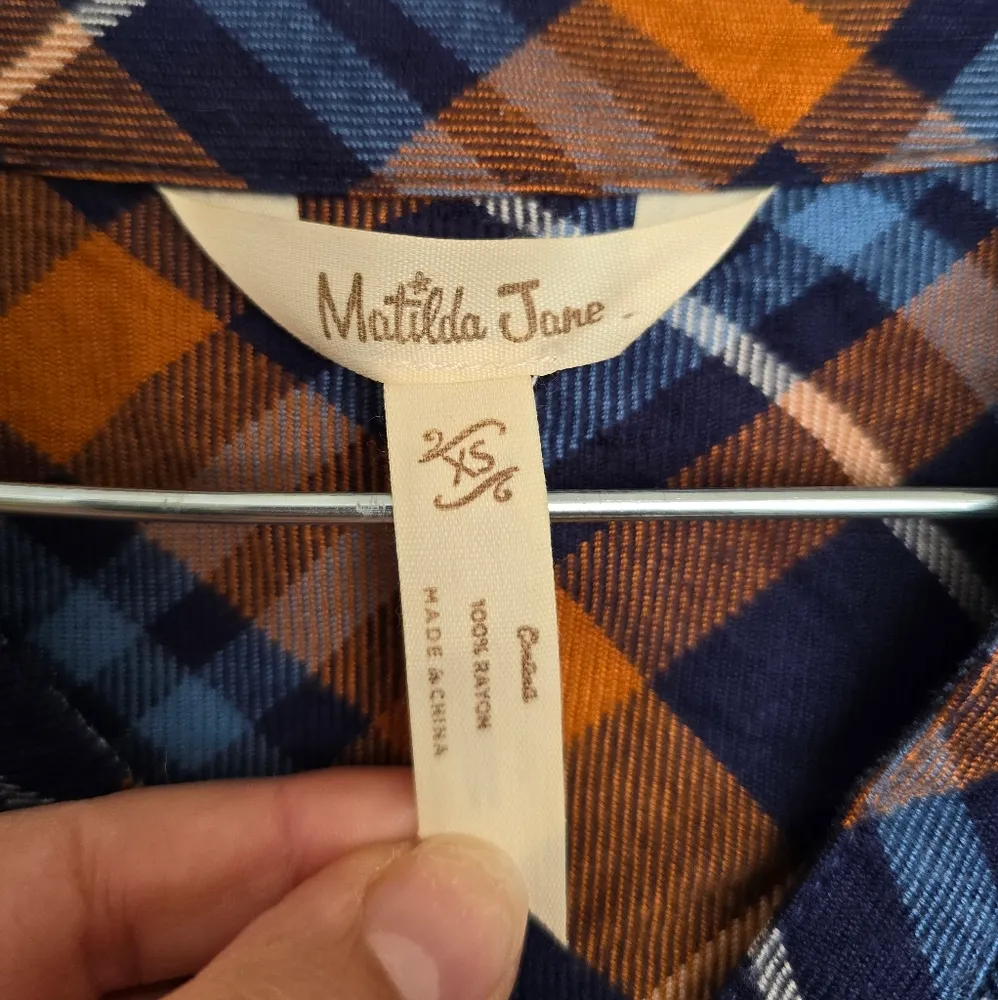 Matilda Jane
XS
100% RAYON
MADE IN CHINA